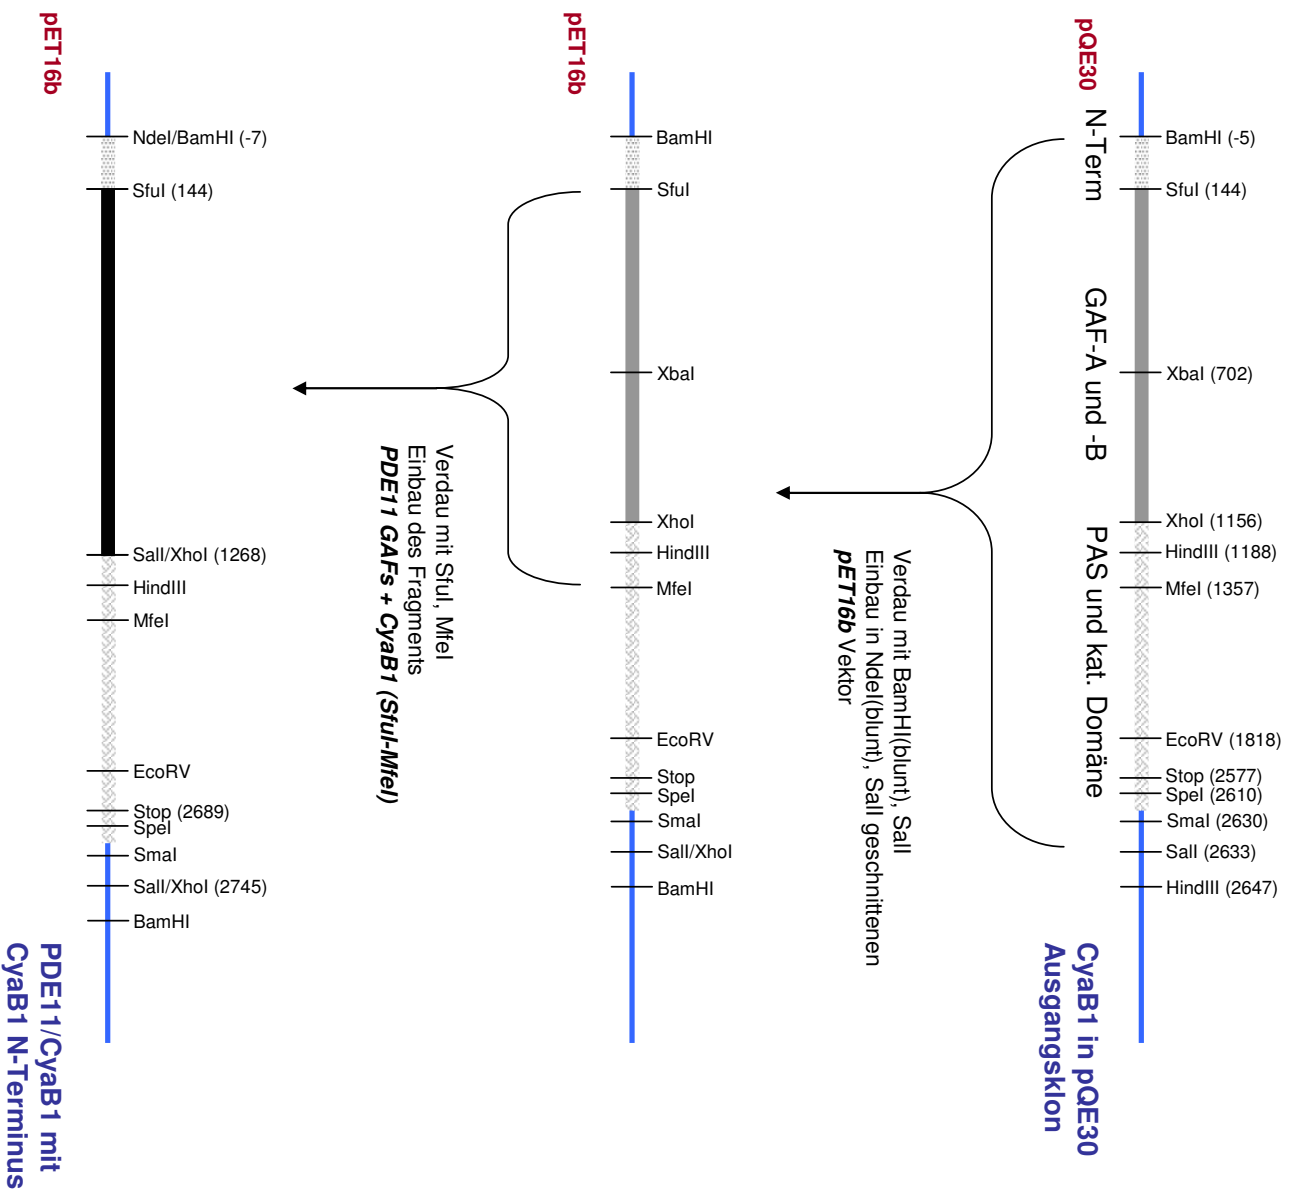 pQE30
N-Term
GAF-A und -B
PAS und kat. Domäne
BamHI (-5)
SfuI (144)
XbaI (702)
XhoI (1156)
HindIII (1188)
MfeI (1357)
EcoRV (1818)
Stop (2577)
SpeI (2610)
SmaI (2630)
SalI (2633)
HindIII (2647)
CyaB1 in pQE30
Ausgangsklon
Verdau mit BamHI(blunt), SalI
Einbau in NdeI(blunt), SalI geschnittenen
pET16b Vektor
pET16b
BamHI
SfuI
XbaI
XhoI
HindIII
MfeI
EcoRV
Stop
SpeI
SmaI
SalI/XhoI
BamHI
Verdau mit SfuI, MfeI
Einbau des Fragments
PDE11 GAFs + CyaB1 (SfuI-MfeI)
pET16b
NdeI/BamHI (-7)
SfuI (144)
SalI/XhoI (1268)
HindIII
MfeI
EcoRV
Stop (2689)
SpeI
SmaI
SalI/XhoI (2745)
BamHI
PDE11/CyaB1 mit
CyaB1 N-Terminus